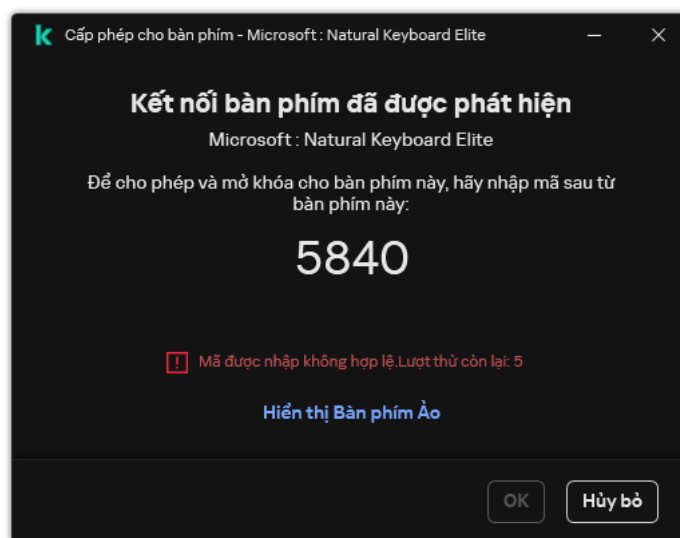 Cấp phép cho bàn phím - Microsoft : Natural Keyboard Elite
Kết nối bàn phím đã được phát hiện
Microsoft : Natural Keyboard Elite
Để cho phép và mở khóa cho bàn phím này, hãy nhập mã sau từ
bàn phím này:
5840
Mã được nhập không hợp lệ.Lượt thử còn lại: 5
Hiển thị Bàn phím Ảo
OK
Hủy bỏ